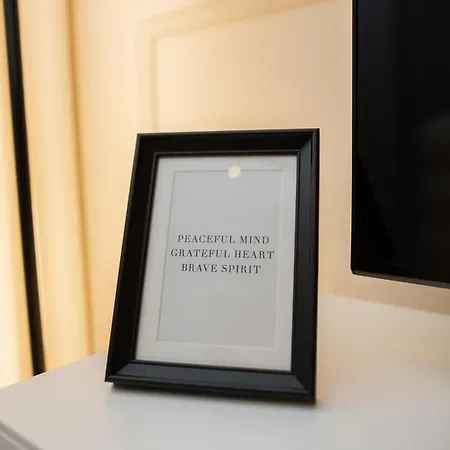 PEACEFUL MIND
GRATEFUL HEART
BRAVE SPIRIT